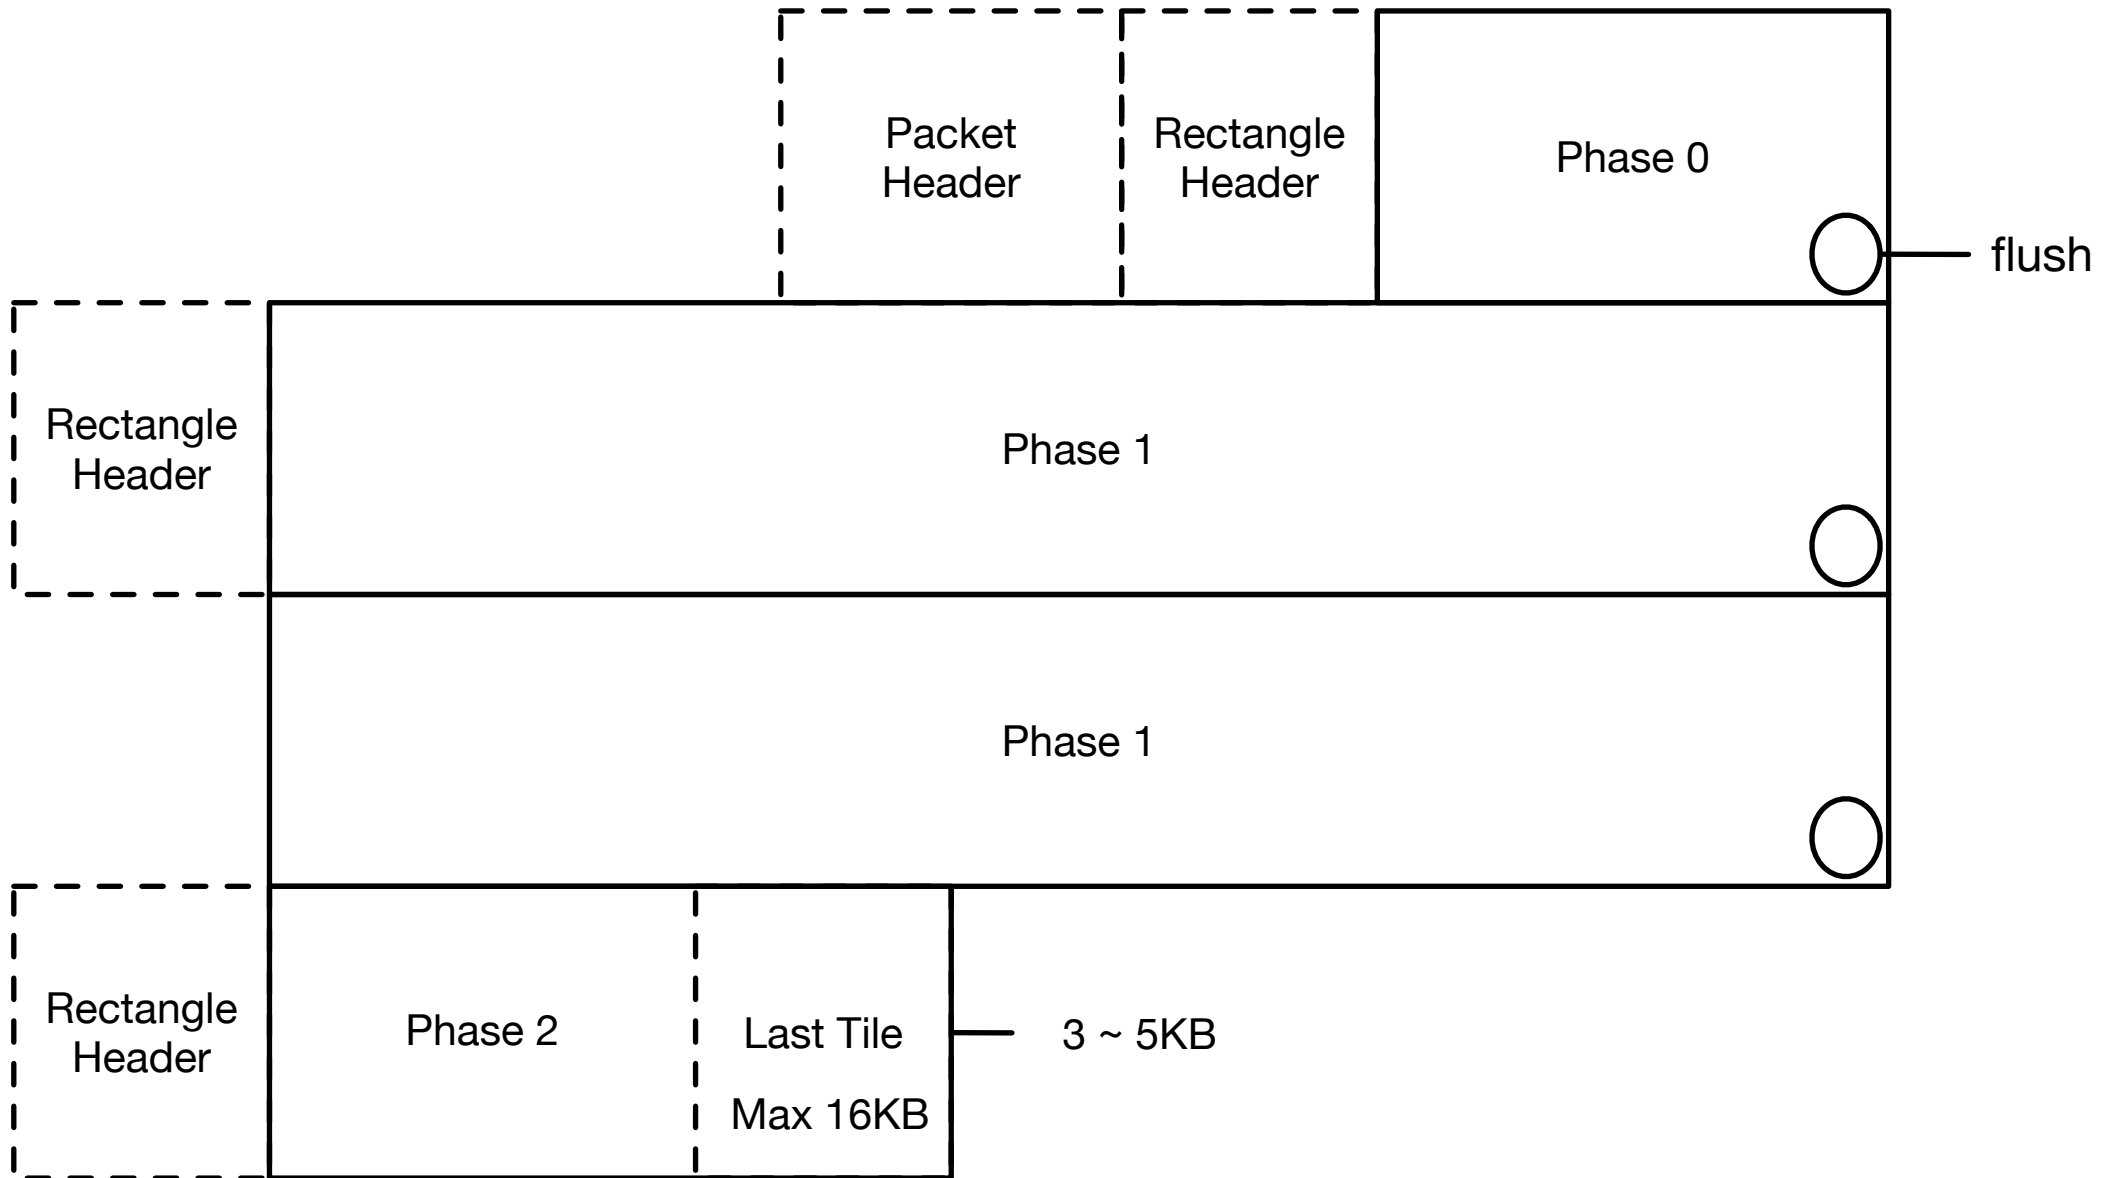 Packet
Header
Rectangle
Header
Phase 0
flush
Rectangle
Header
Phase 1
Phase 1
Rectangle
Header
Phase 2
Last Tile
Max 16KB
3 ~ 5KB